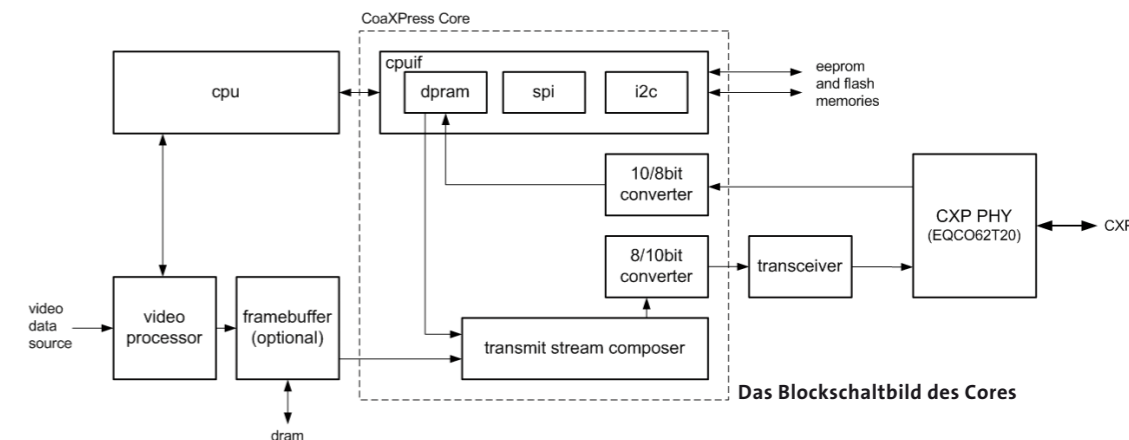 CoaXPress Core
cpu
cpuif
dpram
spi
i2c
eeprom
and flash
memories
10/8bit
converter
CXP PHY
(EQCO62T20)
CXP
8/10bit
converter
transceiver
video
data
source
video
processor
framebuffer
(optional)
transmit stream composer
Das Blockschaltbild des Cores
dram